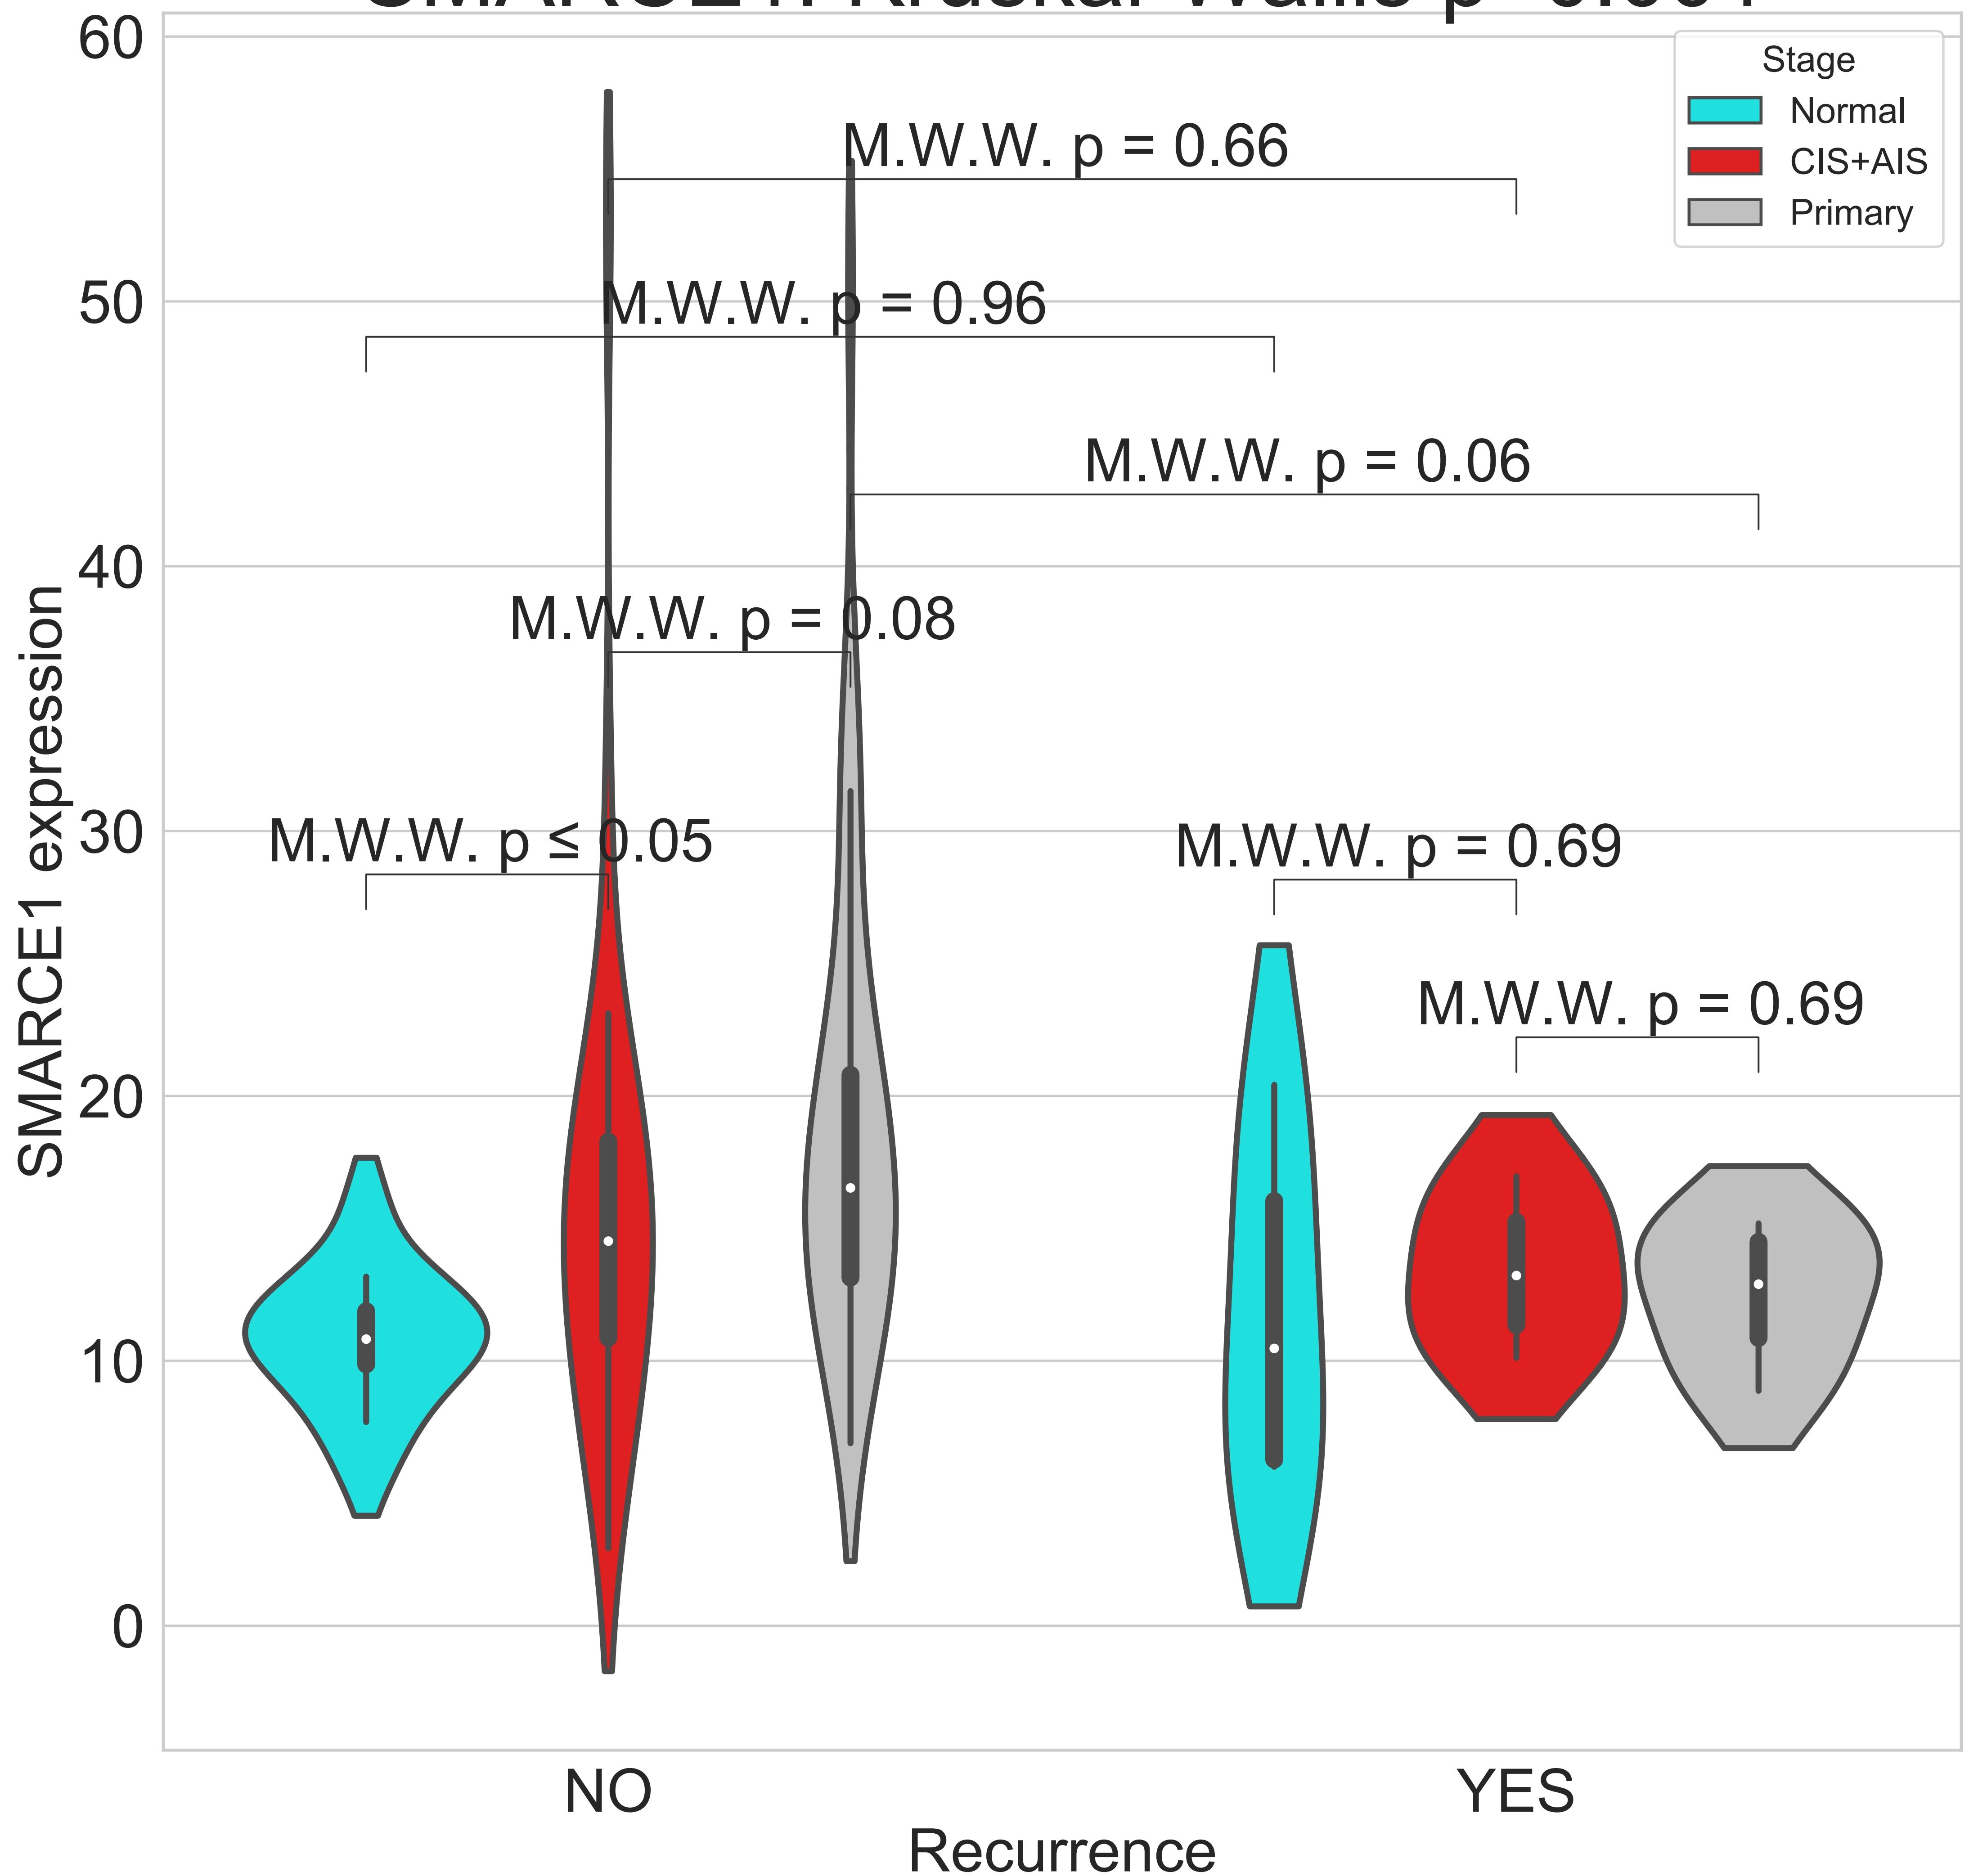 60
Stage
Normal
CIS+AIS
Primary
M.W.W. p = 0.66
50
M.W.W. p = 0.96
M.W.W. p = 0.06
40
M.W.W. p = 0.08
30
M.W.W. p ≤ 0.05
M.W.W. p = 0.69
M.W.W. p = 0.69
20
10
0
SMARCE1 expression
NO
YES
Recurrence